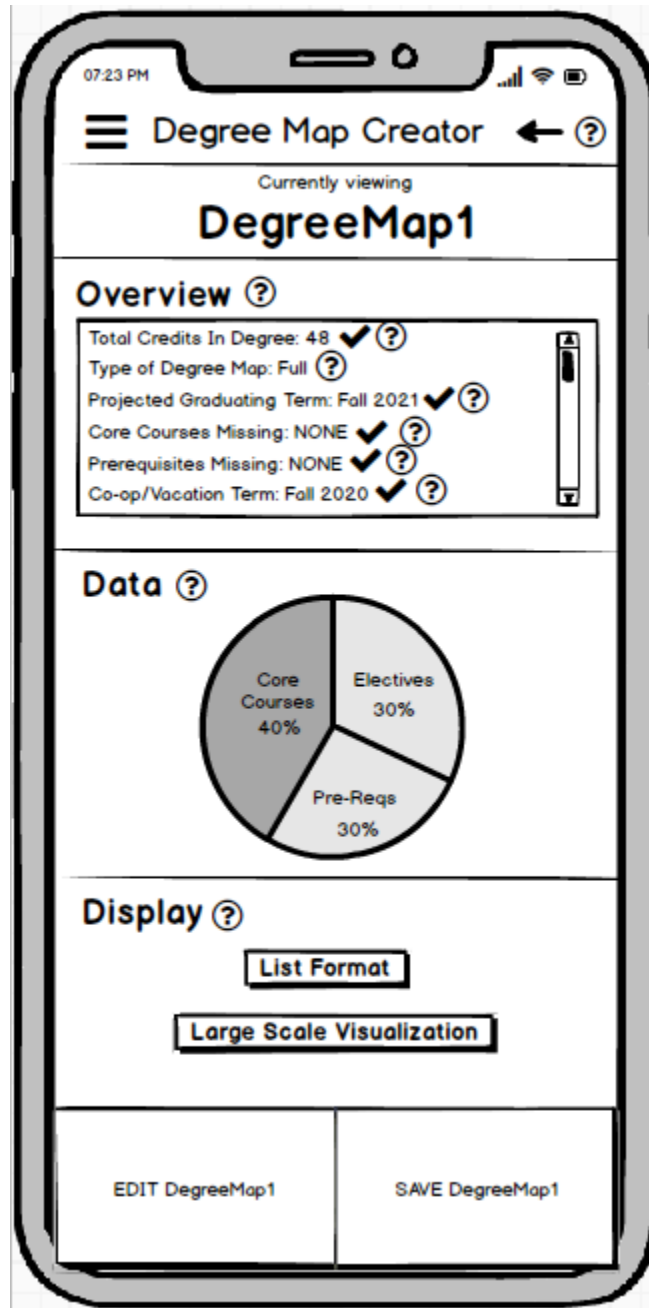 07:23 PM
Degree Map Creator ?
Currently viewing
DegreeMap1
Overview ?
Total Credits In Degree: 48 ?
Type of Degree Map: Full ?
Projected Graduating Term: Fall 2021 ?
Core Courses Missing: NONE ?
Prerequisites Missing: NONE ?
Co-op/Vacation Term: Fall 2020 ?
Data ?
Core
Courses
40%
Electives
30%
Pre-Reqs
30%
Display ?
List Format
Large Scale Visualization
EDIT DegreeMap1
SAVE DegreeMap1